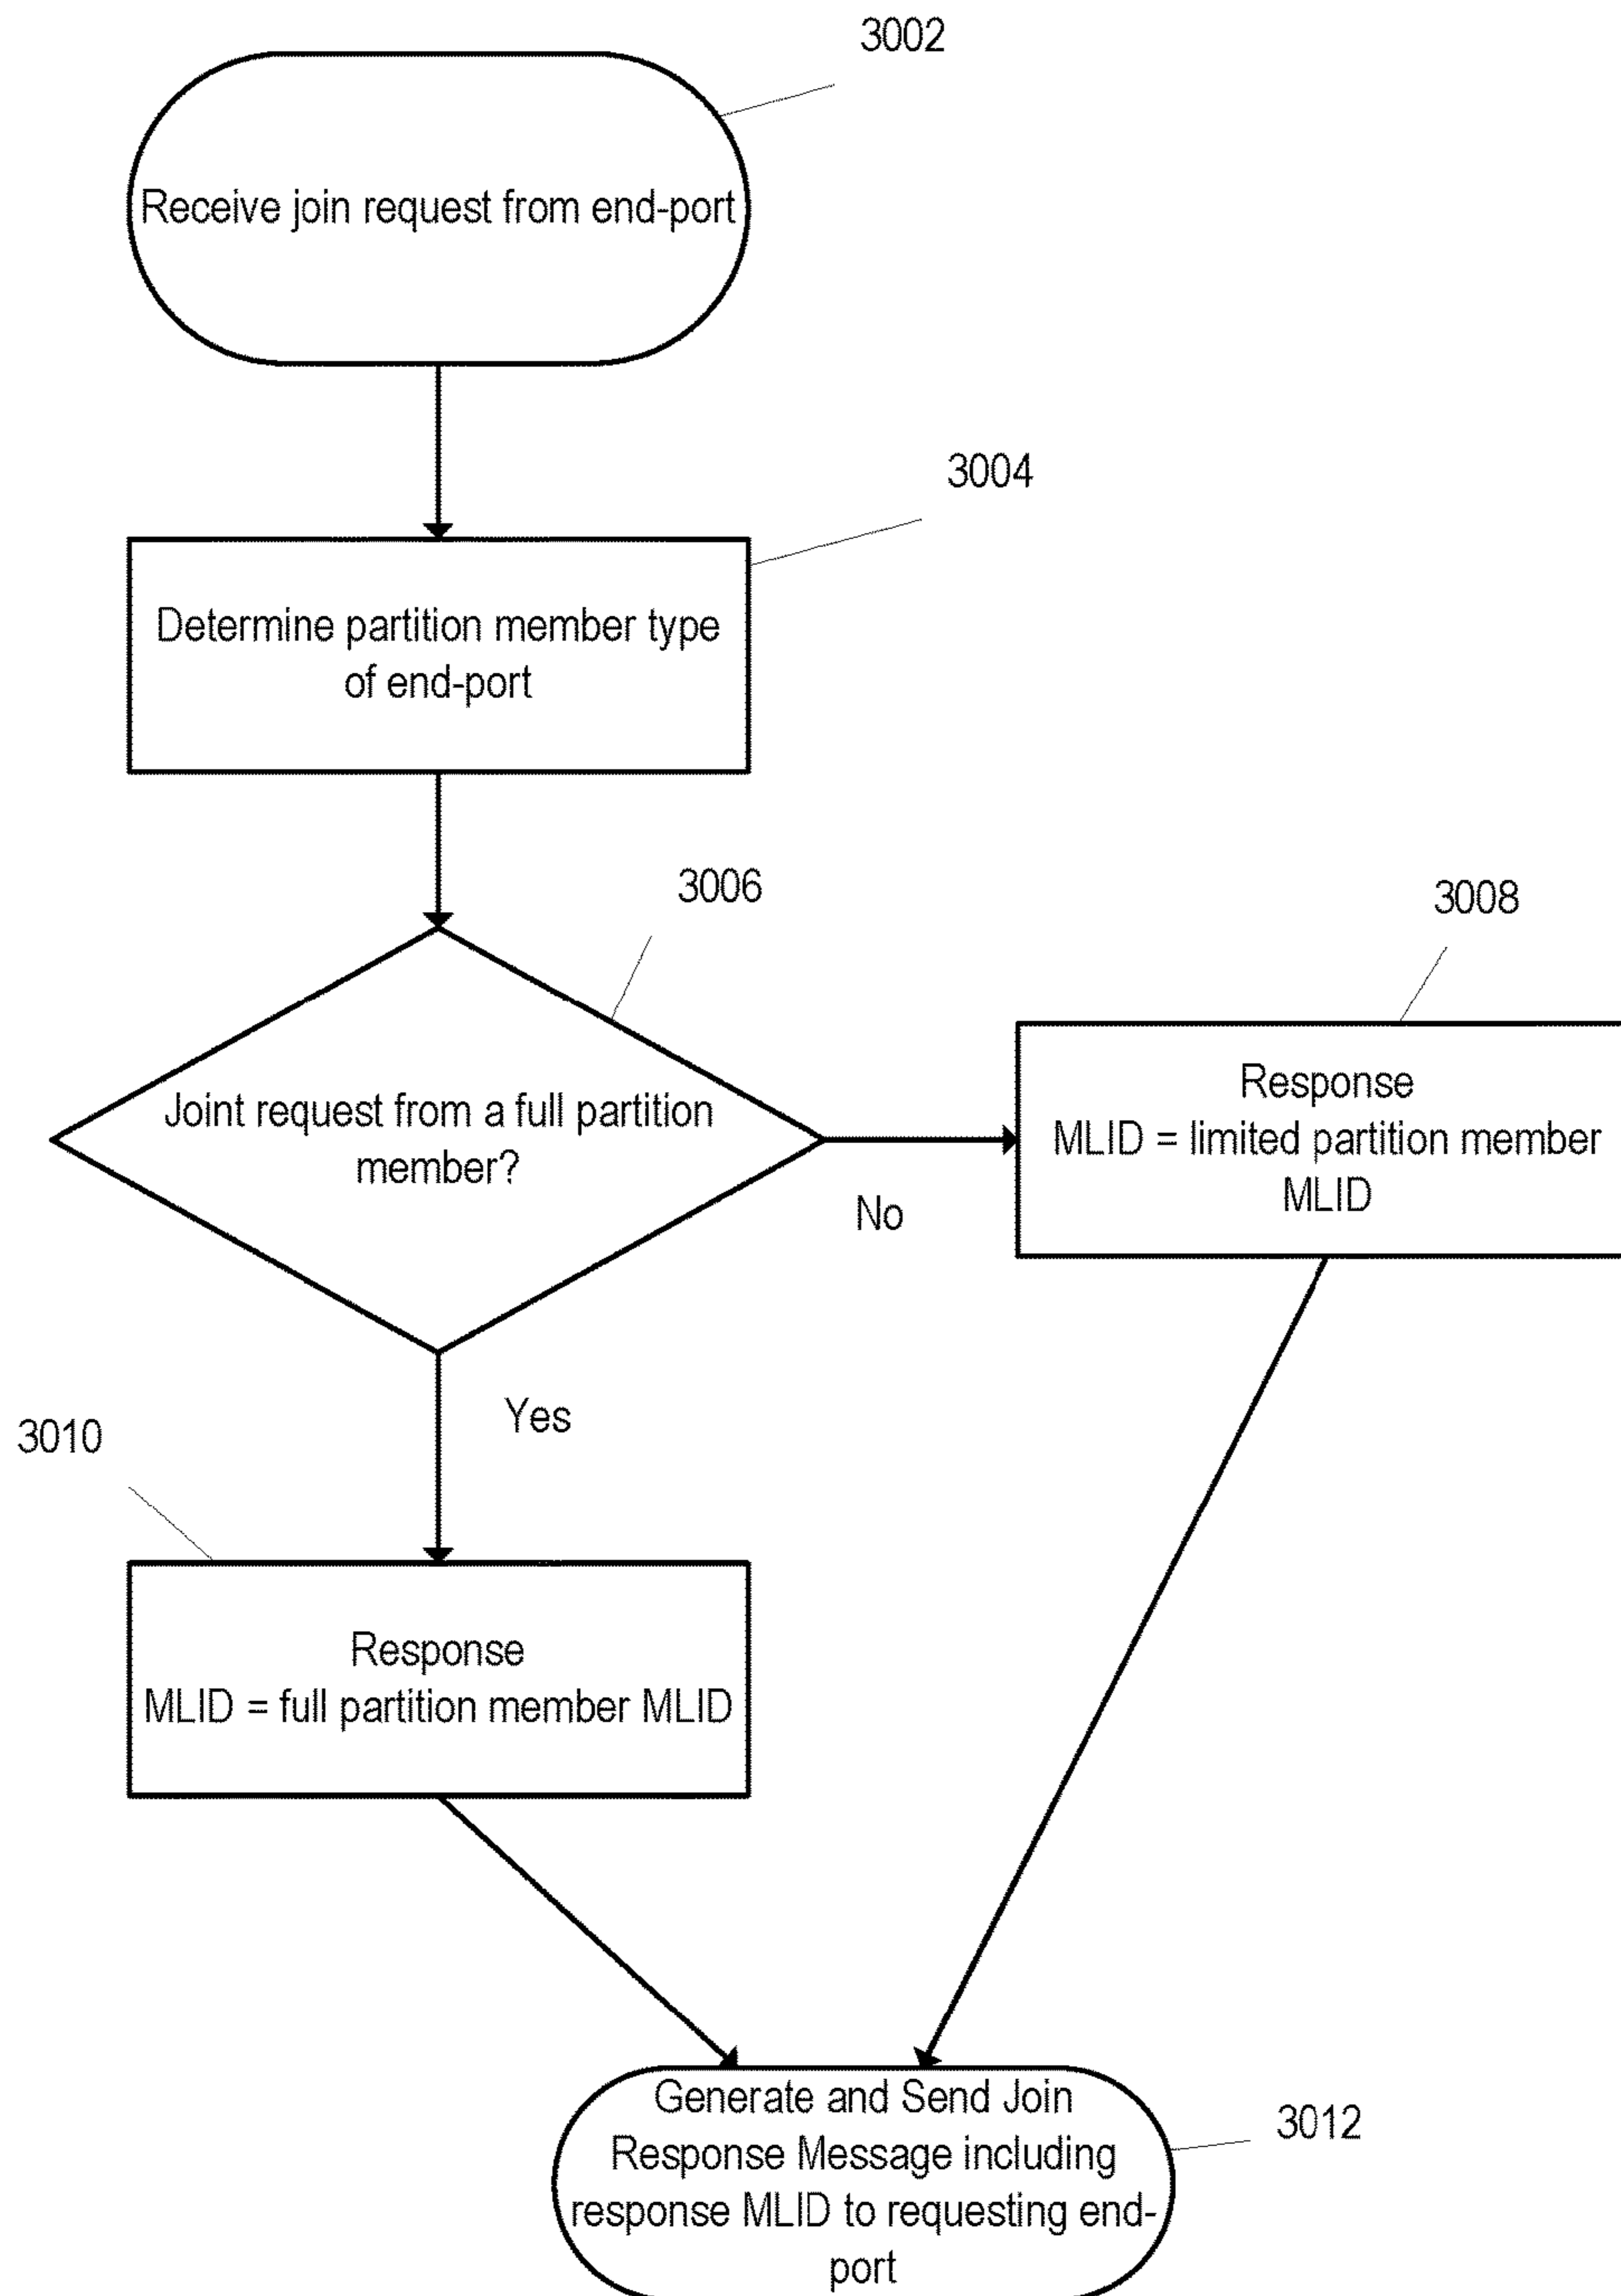 3002
Receive join request from end-port
3004
Determine partition member type
of end-port
3006
Joint request from a full partition
member?
3008
Response
MLID = limited partition member
MLID
No
Yes
3010
Response
MLID = full partition member MLID
Generate and Send Join
Response Message including
response MLID to requesting end-
port
3012